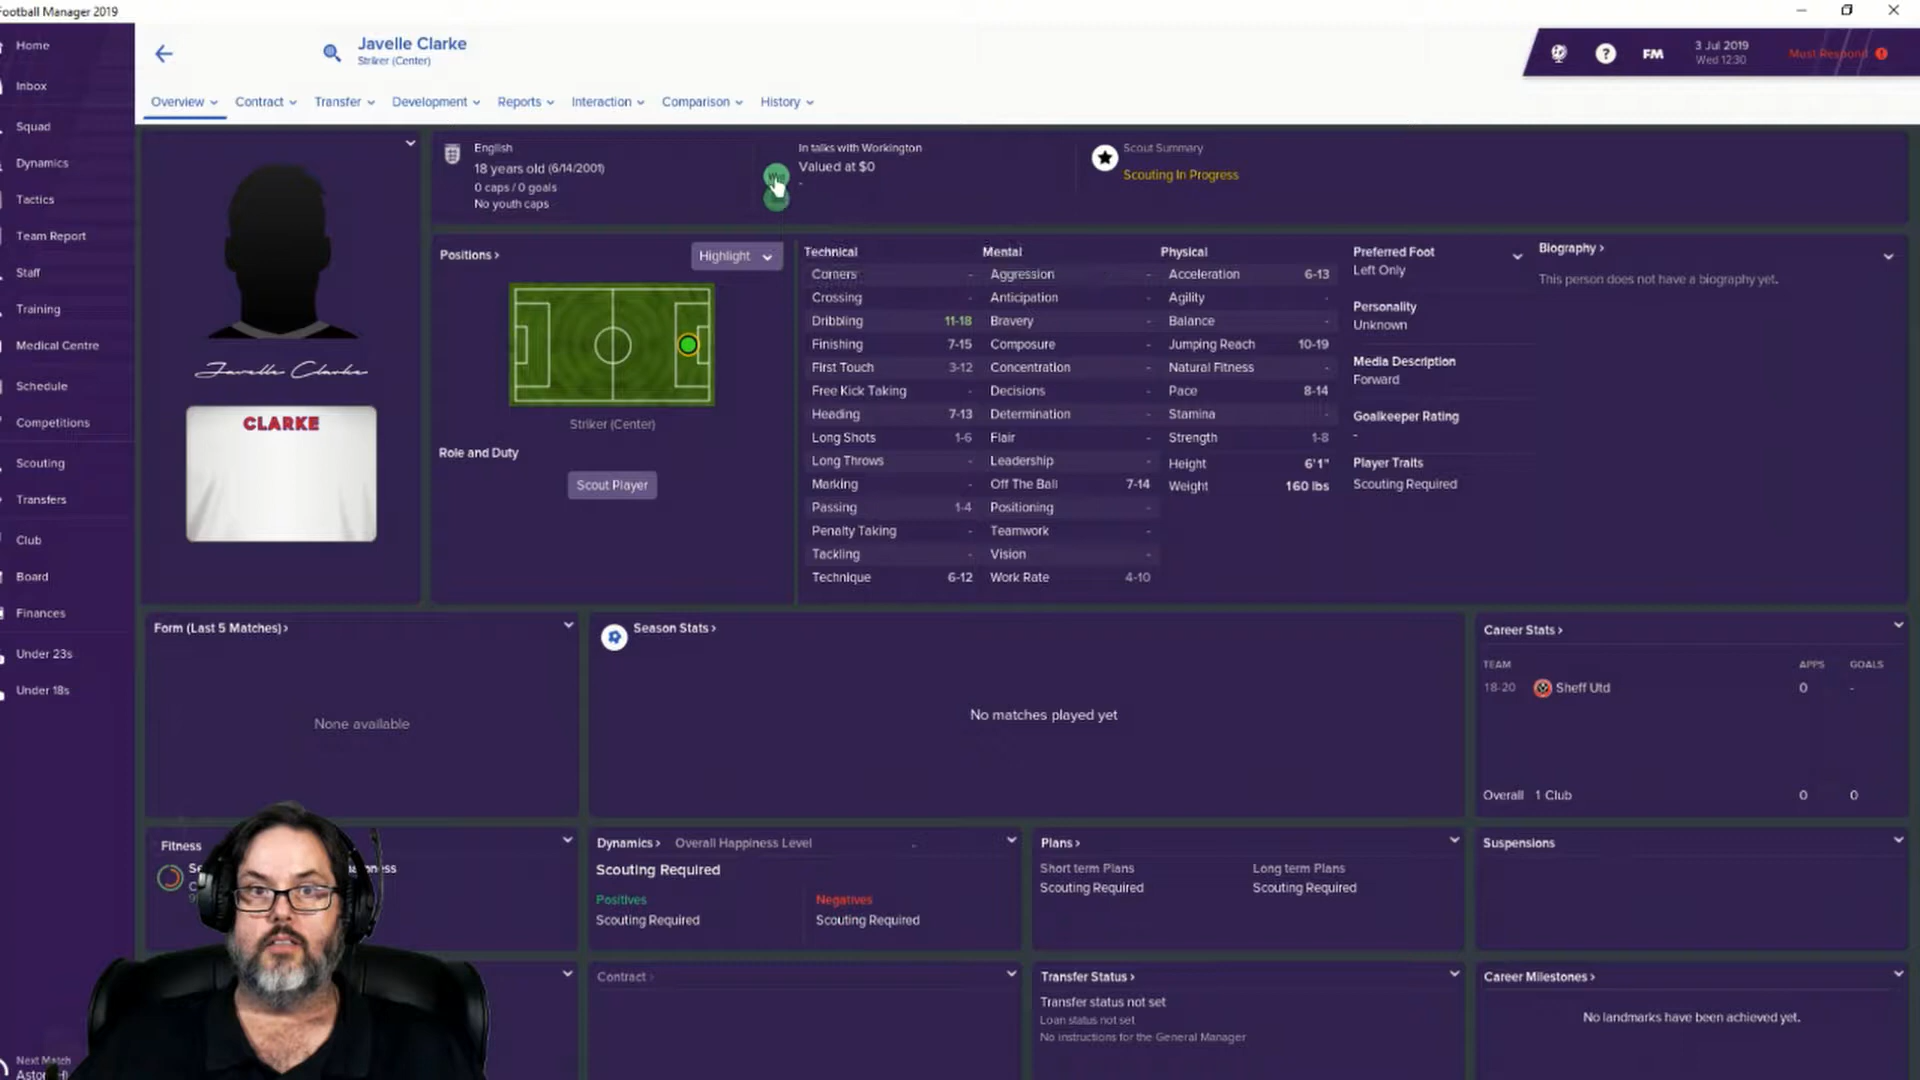 Football Manager 2019
Home
Inbox
Squad
Dynamics
Tactics
Team Report
Staff
Training
Medical Centre
Schedule
Competitions
Scouting
Transfers
Club
Board
Finances
Under 23s
Under 18s
Next Match
Javelle Clarke
Striker (Center)
FM
3 Jul 2019
Wed 12:30
Must Respond
Overview Contract Transfer Development Reports Interaction Comparison History
Javelle Clarke
CLARKE
English
18 years old (6/14/2001)
0 caps / 0 goals
No youth caps
In talks with Workington
Valued at $0
-
Scout Summary
Scouting In Progress
Positions >
Highlight
Striker (Center)
Role and Duty
Scout Player
Technical
Corners -
Crossing -
Dribbling 11-18
Finishing 7-15
First Touch 3-12
Free Kick Taking -
Heading 7-13
Long Shots 1-6
Long Throws -
Marking -
Passing 1-4
Penalty Taking -
Tackling -
Technique 6-12
Mental
Aggression -
Anticipation -
Bravery -
Composure -
Concentration -
Decisions -
Determination -
Flair -
Leadership -
Off The Ball 7-14
Positioning -
Teamwork -
Vision -
Work Rate 4-10
Physical
Acceleration 6-13
Agility -
Balance -
Jumping Reach 10-19
Natural Fitness -
Pace 8-14
Stamina -
Strength 1-8
Height 6'1"
Weight 160 lbs
Preferred Foot
Left Only
Personality
Unknown
Media Description
Forward
Goalkeeper Rating
-
Player Traits
Scouting Required
Biography >
This person does not have a biography yet.
Form (Last 5 Matches) >
None available
Season Stats >
No matches played yet
Career Stats >
TEAM APPS GOALS
18-20 Sheff Utd 0 -
Overall 1 Club 0 0
Fitness
Dynamics > Overall Happiness Level -
Scouting Required
Positives
Scouting Required
Negatives
Scouting Required
Plans >
Short term Plans
Scouting Required
Long term Plans
Scouting Required
Suspensions
Contract >
Transfer Status >
Transfer status not set
Loan status not set
No instructions for the General Manager
Career Milestones >
No landmarks have been achieved yet.